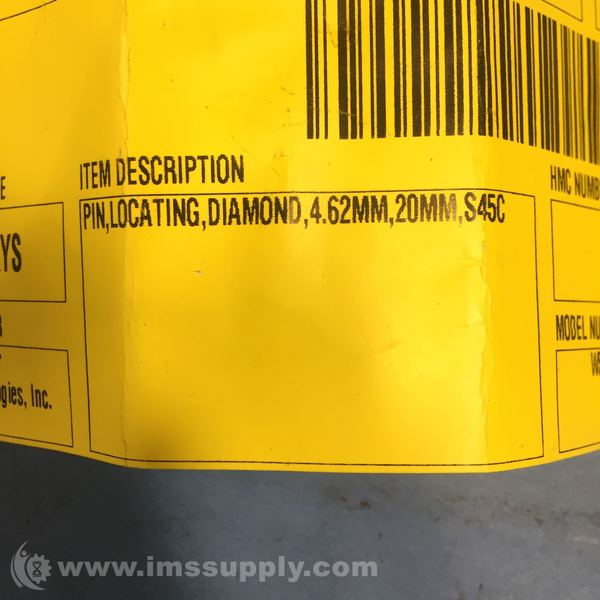 ITEM DESCRIPTION
HMC NUMB
PIN,LOCATING,DIAMOND,4.62MM,20MM,S45C
YS
MODEL NU
gies, Inc.
www.imssupply.com